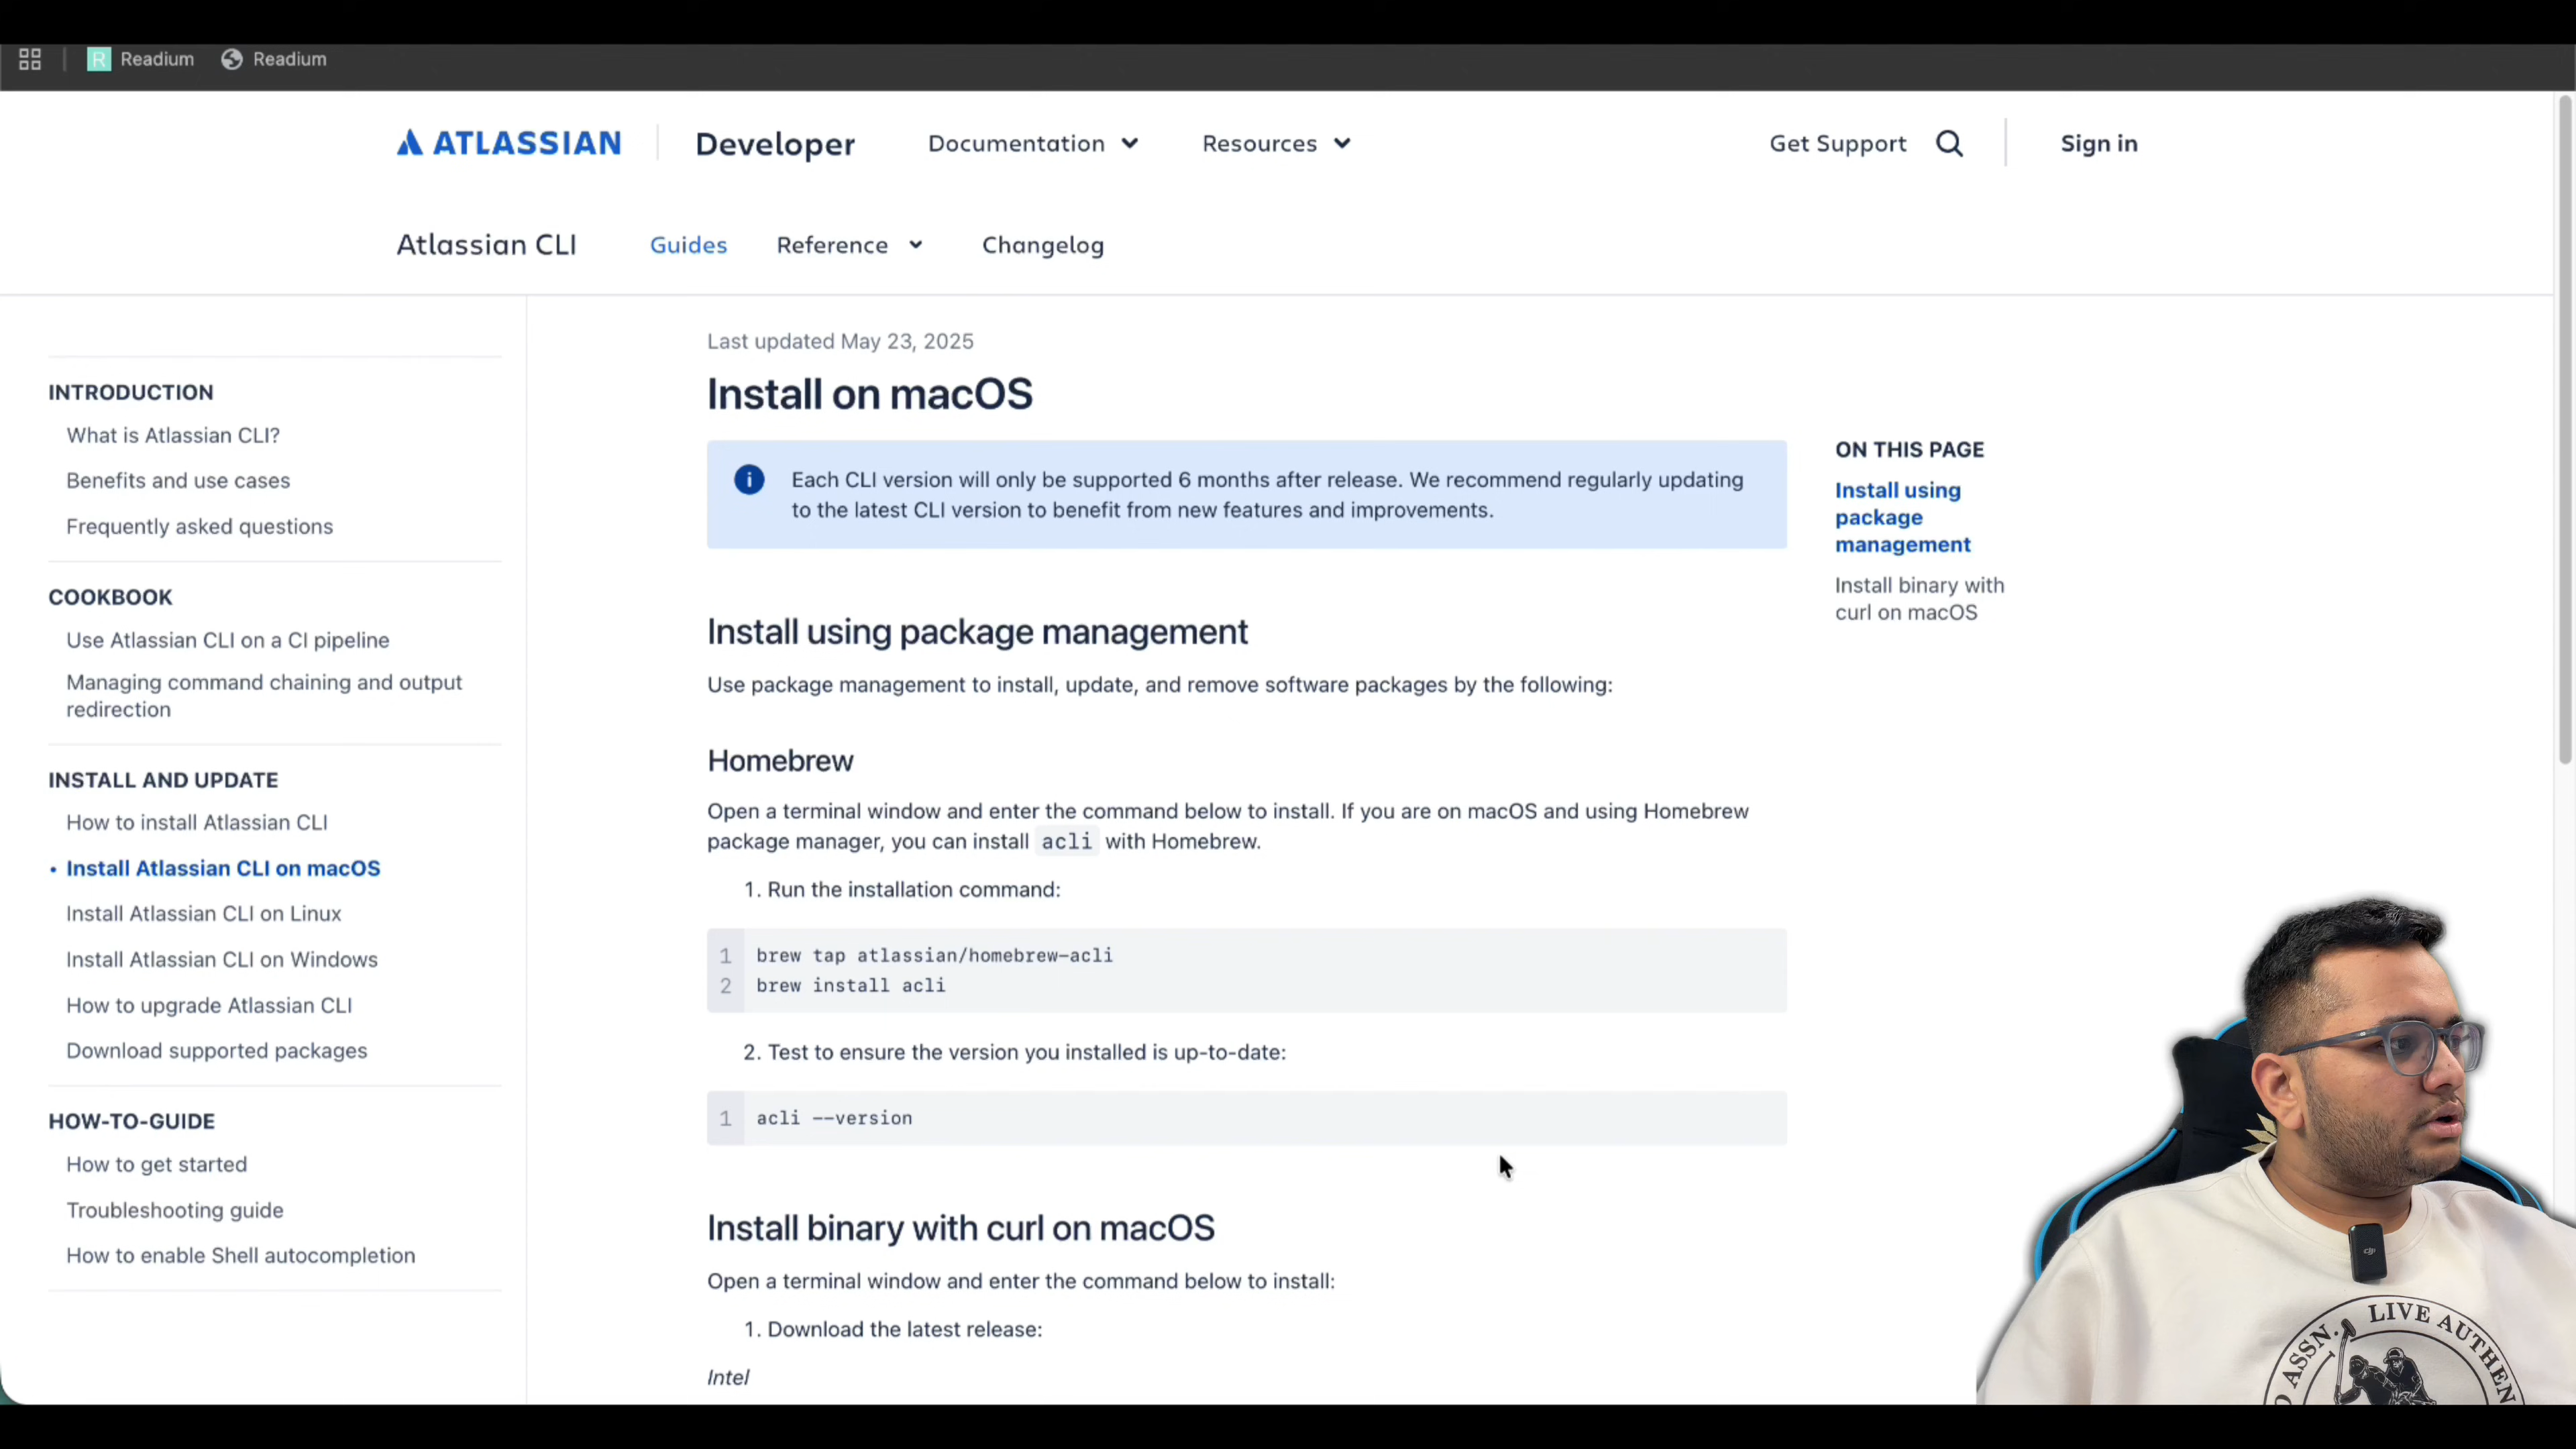 R Readium Readium
ATLASSIAN Developer Documentation Resources Get Support Sign in
Atlassian CLI Guides Reference Changelog
INTRODUCTION
What is Atlassian CLI?
Benefits and use cases
Frequently asked questions
COOKBOOK
Use Atlassian CLI on a CI pipeline
Managing command chaining and output
redirection
INSTALL AND UPDATE
How to install Atlassian CLI
• Install Atlassian CLI on macOS
Install Atlassian CLI on Linux
Install Atlassian CLI on Windows
How to upgrade Atlassian CLI
Download supported packages
HOW-TO-GUIDE
How to get started
Troubleshooting guide
How to enable Shell autocompletion
Last updated May 23, 2025
Install on macOS
Each CLI version will only be supported 6 months after release. We recommend regularly updating
to the latest CLI version to benefit from new features and improvements.
Install using package management
Use package management to install, update, and remove software packages by the following:
Homebrew
Open a terminal window and enter the command below to install. If you are on macOS and using Homebrew
package manager, you can install acli with Homebrew.
1. Run the installation command:
1 brew tap atlassian/homebrew-acli
2 brew install acli
2. Test to ensure the version you installed is up-to-date:
1 acli --version
Install binary with curl on macOS
Open a terminal window and enter the command below to install:
1. Download the latest release:
Intel
ON THIS PAGE
Install using
package
management
Install binary with
curl on macOS
dji
ASSN. LIVE AUTHEN